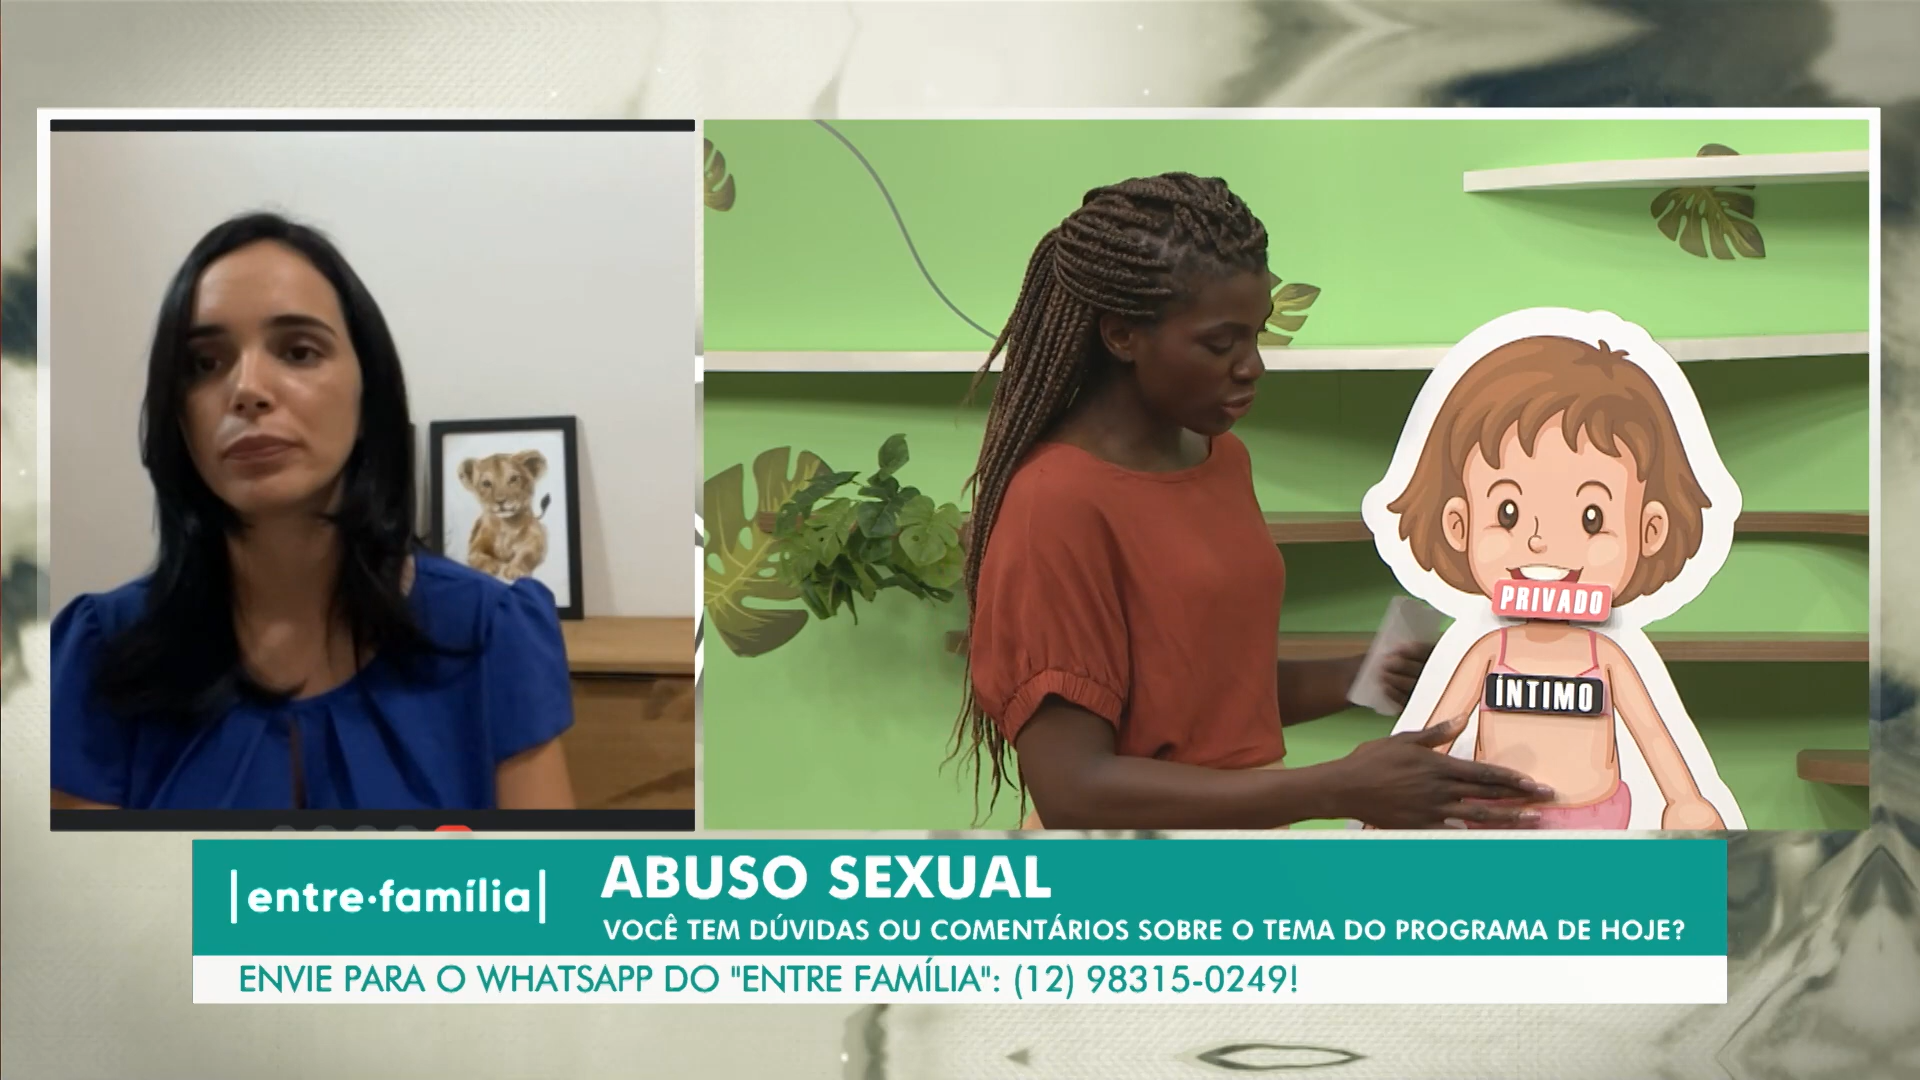 PRIVADO
ÍNTIMO
|entre·família|
ABUSO SEXUAL
VOCÊ TEM DÚVIDAS OU COMENTÁRIOS SOBRE O TEMA DO PROGRAMA DE HOJE?
ENVIE PARA O WHATSAPP DO "ENTRE FAMÍLIA": (12) 98315-0249!